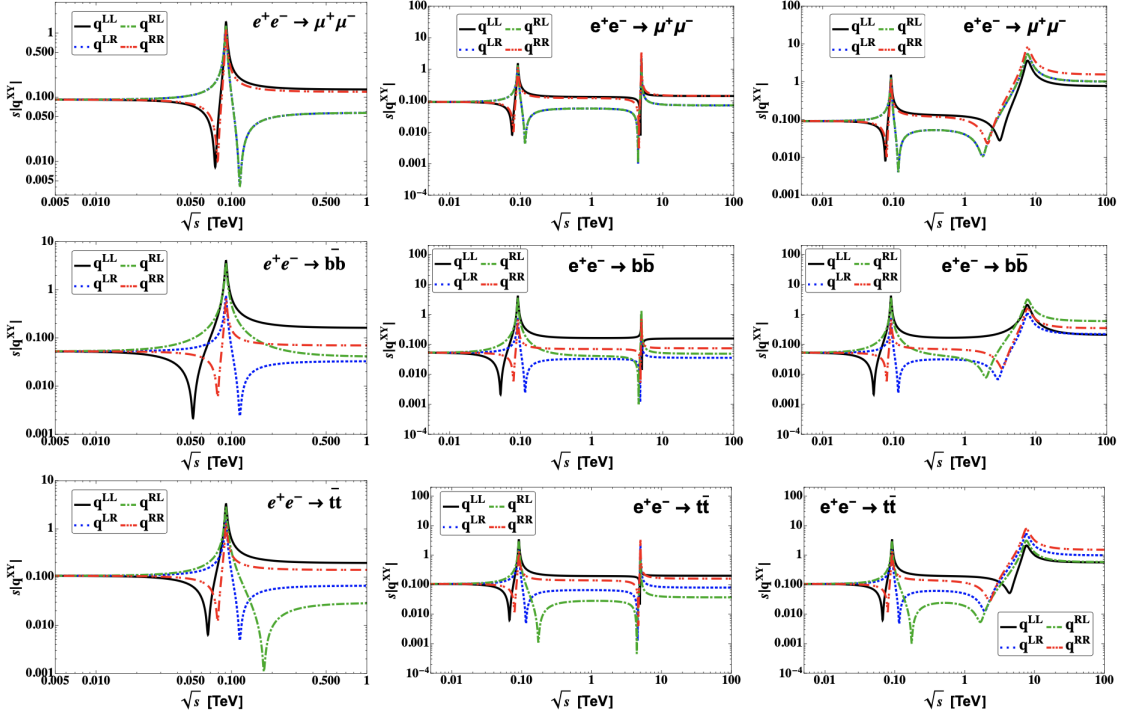 e⁺e⁻ → μ⁺μ⁻
q^LL q^RL
q^LR q^RR
s|q^XY|
1
0.500
0.100
0.050
0.010
0.005
0.005 0.010 0.050 0.100 0.500 1
√s [TeV]
e⁺e⁻ → μ⁺μ⁻
q^LL q^RL
q^LR q^RR
s|q^XY|
100
10
1
0.100
0.010
0.001
10⁻⁴
0.01 0.10 1 10 100
√s [TeV]
e⁺e⁻ → μ⁺μ⁻
q^LL q^RL
q^LR q^RR
s|q^XY|
100
10
1
0.100
0.010
0.001
0.01 0.10 1 10 100
√s [TeV]
e⁺e⁻ → bb̄
q^LL q^RL
q^LR q^RR
s|q^XY|
10
1
0.100
0.010
0.001
0.005 0.010 0.050 0.100 0.500 1
√s [TeV]
e⁺e⁻ → bb̄
q^LL q^RL
q^LR q^RR
s|q^XY|
100
10
1
0.100
0.010
0.001
10⁻⁴
0.01 0.10 1 10 100
√s [TeV]
e⁺e⁻ → bb̄
q^LL q^RL
q^LR q^RR
s|q^XY|
100
10
1
0.100
0.010
0.001
10⁻⁴
0.01 0.10 1 10 100
√s [TeV]
e⁺e⁻ → tt̄
q^LL q^RL
q^LR q^RR
s|q^XY|
10
1
0.100
0.010
0.001
0.005 0.010 0.050 0.100 0.500 1
√s [TeV]
e⁺e⁻ → tt̄
q^LL q^RL
q^LR q^RR
s|q^XY|
100
10
1
0.100
0.010
0.001
10⁻⁴
0.01 0.10 1 10 100
√s [TeV]
e⁺e⁻ → tt̄
q^LL q^RL
q^LR q^RR
s|q^XY|
100
10
1
0.100
0.010
0.001
10⁻⁴
0.01 0.10 1 10 100
√s [TeV]